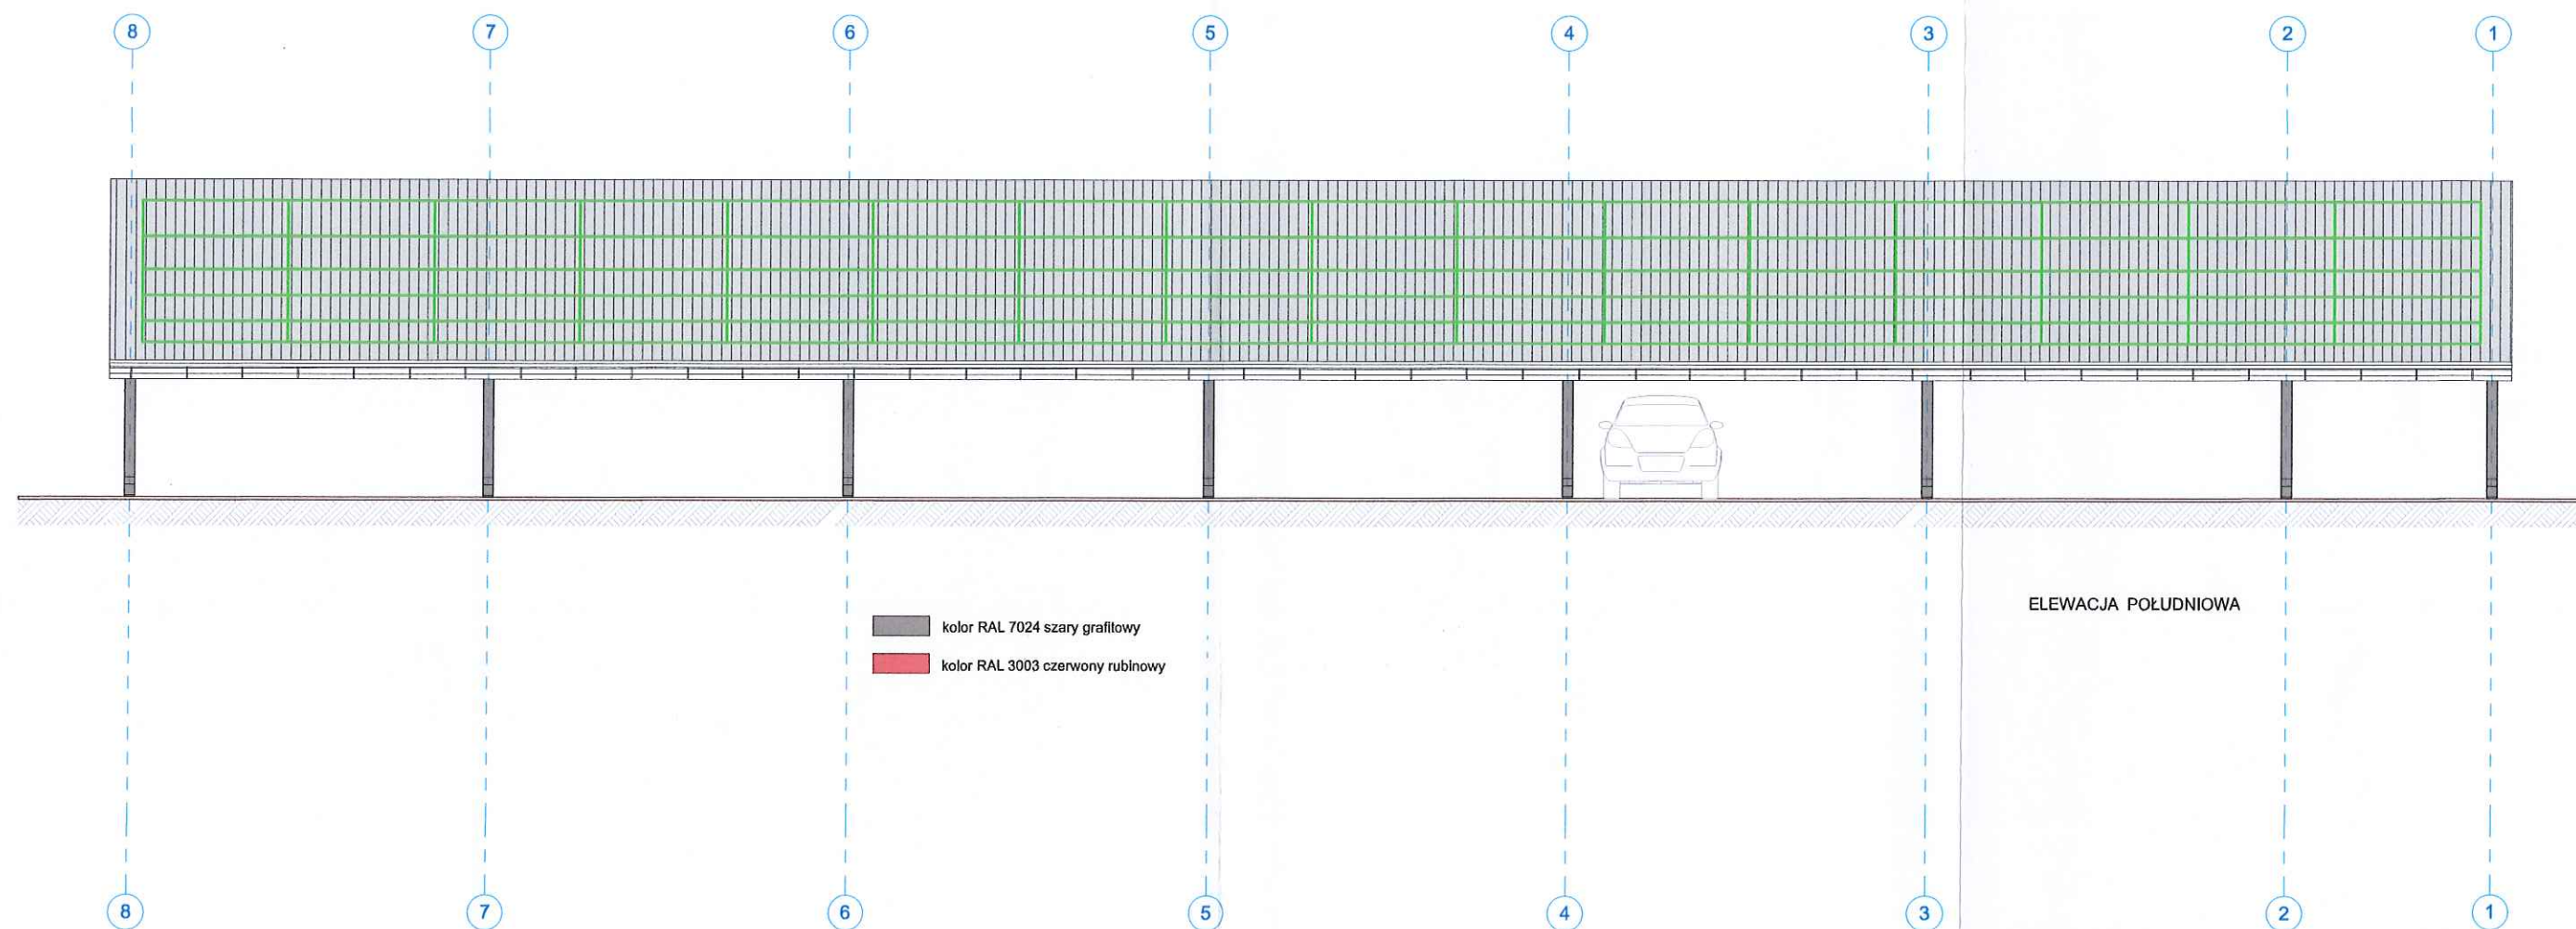 8 7 6 5 4 3 2 1
ELEWACJA POŁUDNIOWA
kolor RAL 7024 szary grafitowy
kolor RAL 3003 czerwony rubinowy
8 7 6 5 4 3 2 1